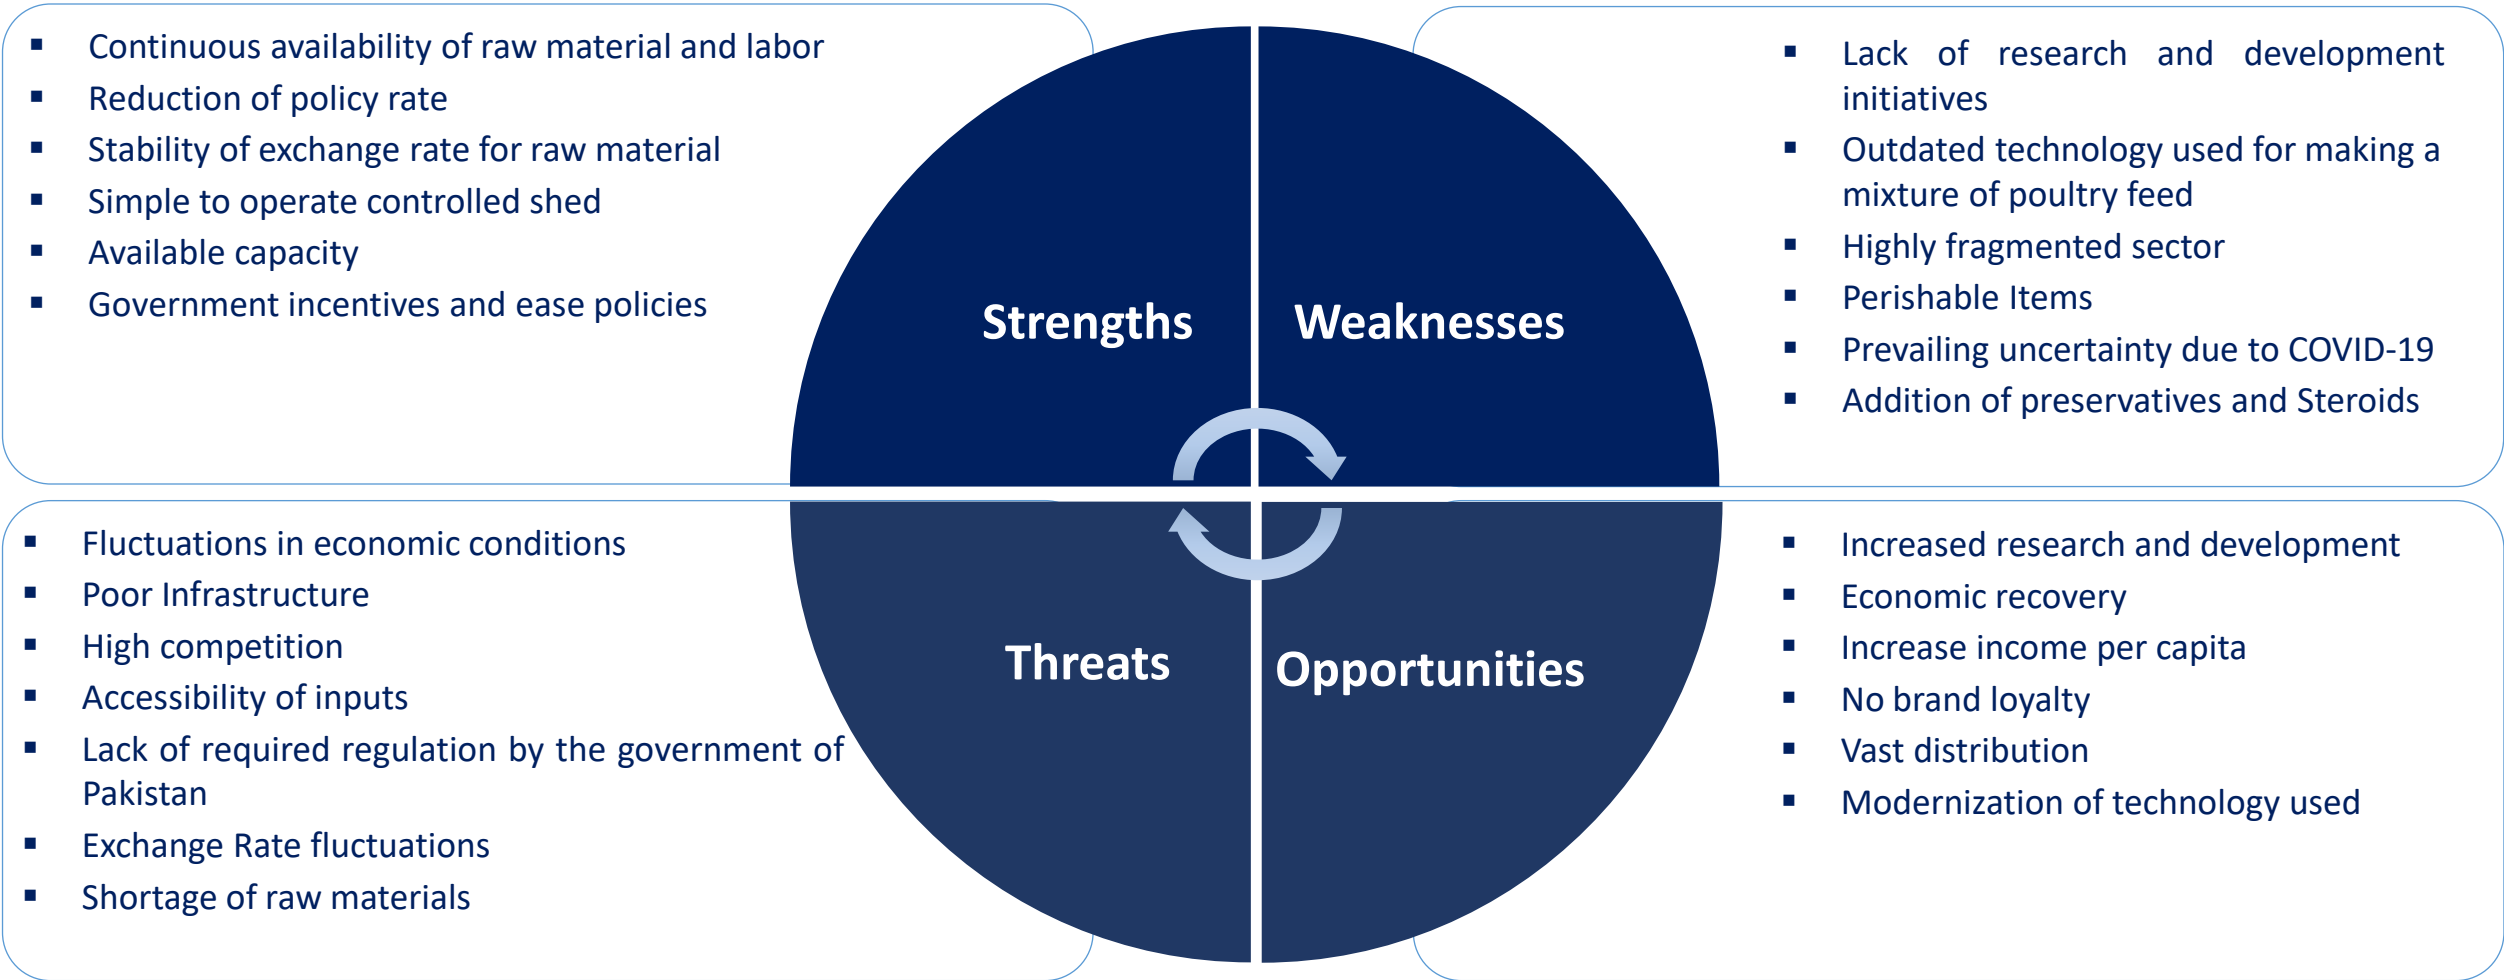 Continuous availability of raw material and labor
Reduction of policy rate
Stability of exchange rate for raw material
Simple to operate controlled shed
Available capacity
Government incentives and ease policies
Strengths
Weaknesses
Lack of research and development
initiatives
Outdated technology used for making a
mixture of poultry feed
Highly fragmented sector
Perishable Items
Prevailing uncertainty due to COVID-19
Addition of preservatives and Steroids
Fluctuations in economic conditions
Poor Infrastructure
High competition
Accessibility of inputs
Lack of required regulation by the government of
Pakistan
Exchange Rate fluctuations
Shortage of raw materials
Threats
Opportunities
Increased research and development
Economic recovery
Increase income per capita
No brand loyalty
Vast distribution
Modernization of technology used